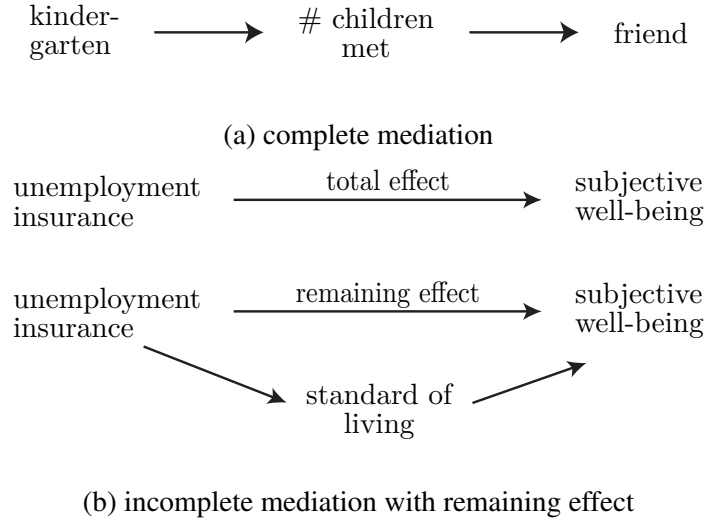 kinder-
garten
# children
met
friend
(a) complete mediation
unemployment
insurance
total effect
subjective
well-being
unemployment
insurance
remaining effect
subjective
well-being
standard of
living
(b) incomplete mediation with remaining effect